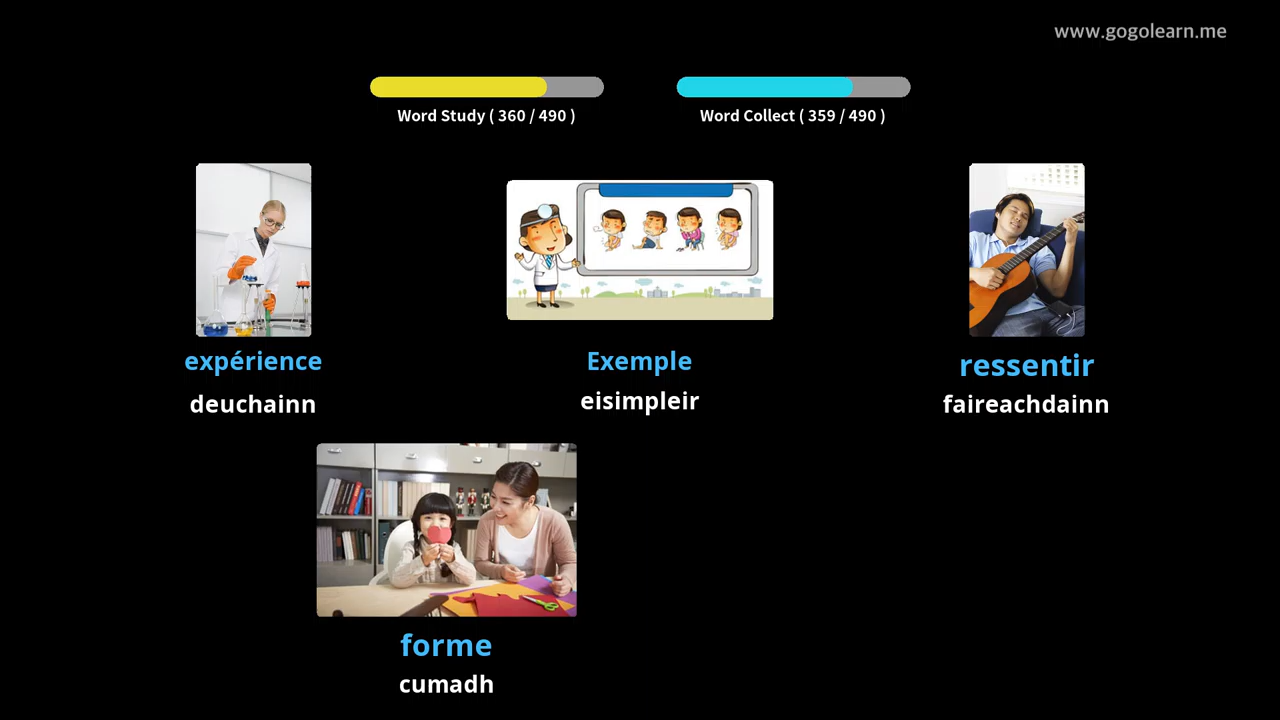 www.gogolearn.me
Word Study ( 360 / 490 )
Word Collect ( 359 / 490 )
expérience
deuchainn
Exemple
eisimpleir
ressentir
faireachdainn
forme
cumadh